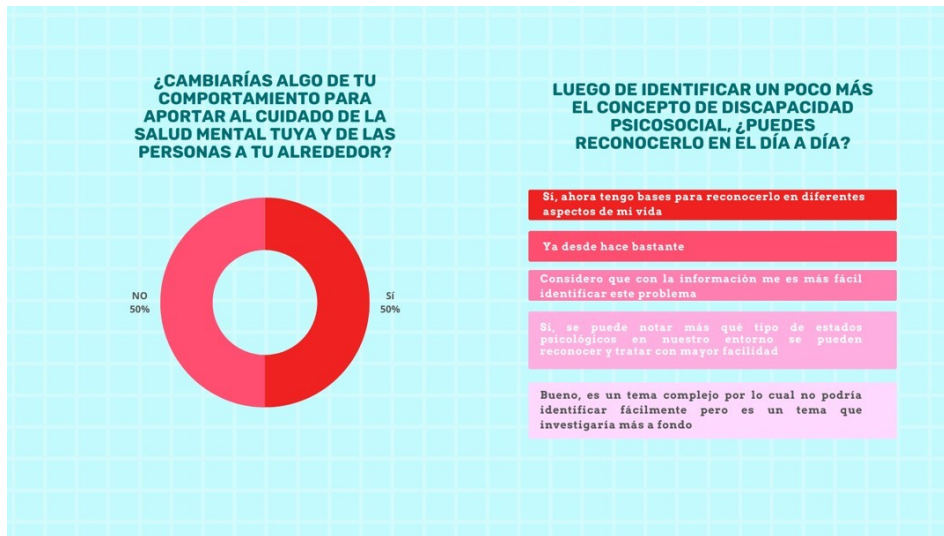 ¿CAMBIARÍAS ALGO DE TU
COMPORTAMIENTO PARA
APORTAR AL CUIDADO DE LA
SALUD MENTAL TUYA Y DE LAS
PERSONAS A TU ALREDEDOR?
NO
50%
Sí
50%
LUEGO DE IDENTIFICAR UN POCO MÁS
EL CONCEPTO DE DISCAPACIDAD
PSICOSOCIAL, ¿PUEDES
RECONOCERLO EN EL DÍA A DÍA?
Sí, ahora tengo bases para reconocerlo en diferentes
aspectos de mi vida
Ya desde hace bastante
Considero que con la información me es más fácil
identificar este problema
Si, se puede notar más qué tipo de estados
psicológicos en nuestro entorno se pueden
reconocer y tratar con mayor facilidad
Bueno, es un tema complejo por lo cual no podría
identificar fácilmente pero es un tema que
investigaría más a fondo